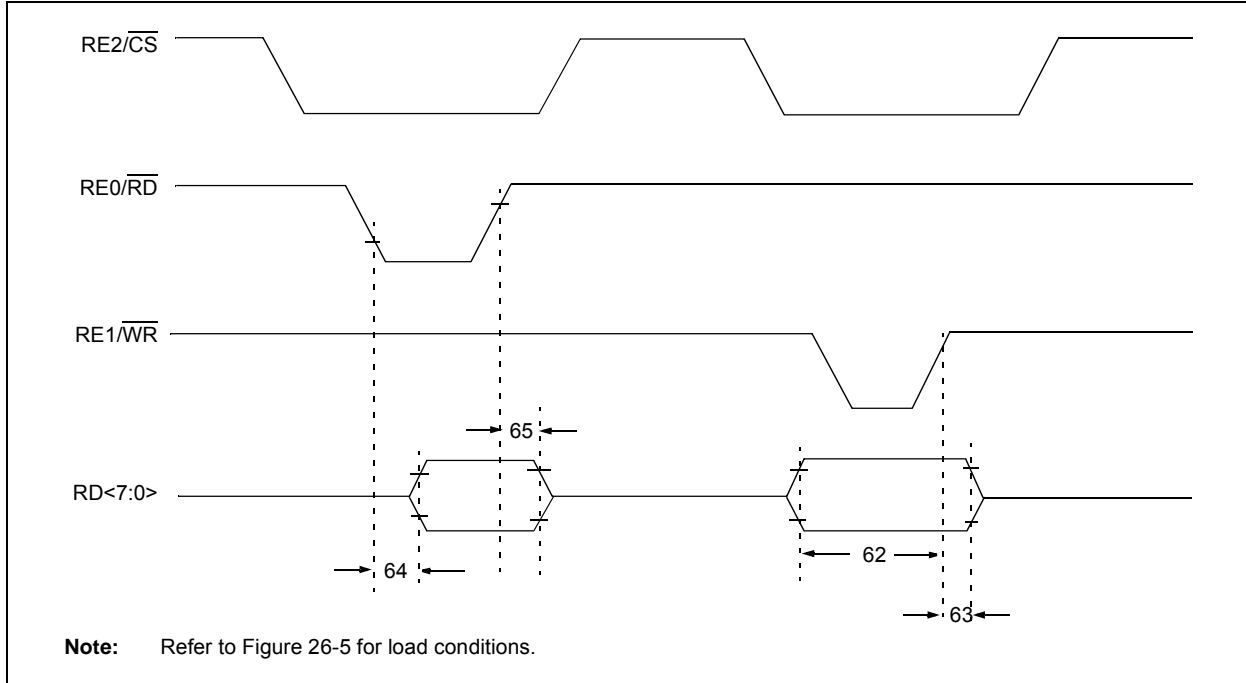 RE2/CS
RE0/RD
RE1/WR
65
RD<7:0>
62
64
63
Note: Refer to Figure 26-5 for load conditions.